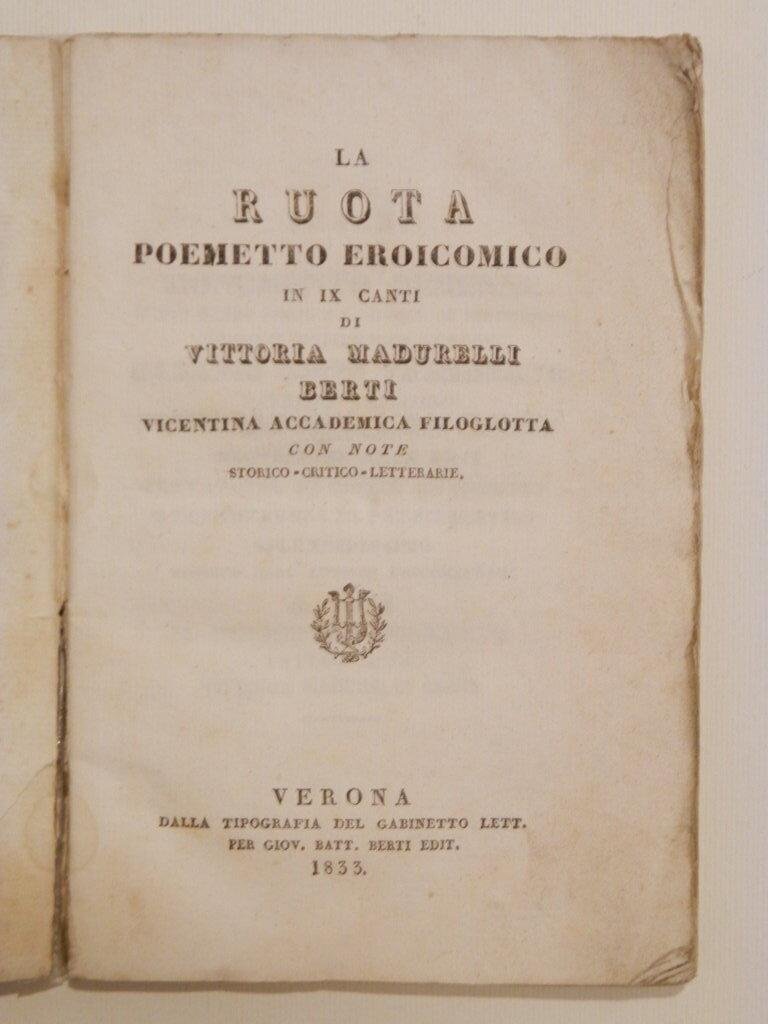 LA
RUOTA
POEMETTO EROICOMICO
IN IX CANTI
DI
VITTORIA MADURELLI
BERTI
VICENTINA ACCADEMICA FILOGLOTTA
CON NOTE
STORICO-CRITICO-LETTERARIE.
VERONA
DALLA TIPOGRAFIA DEL GABINETTO LETT.
PER GIOV. BATT. BERTI EDIT.
1833.